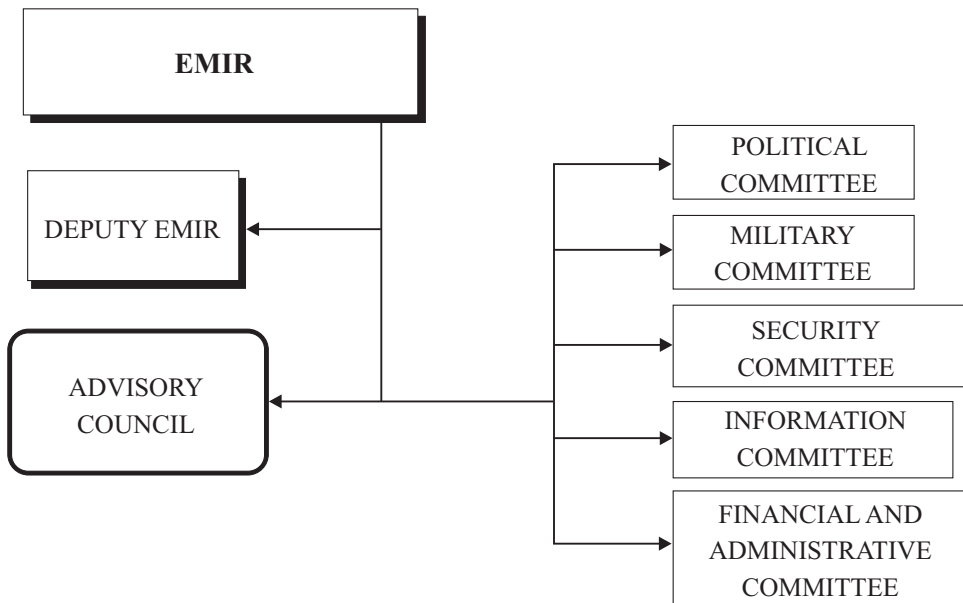 EMIR
DEPUTY EMIR
ADVISORY
COUNCIL
POLITICAL
COMMITTEE
MILITARY
COMMITTEE
SECURITY
COMMITTEE
INFORMATION
COMMITTEE
FINANCIAL AND
ADMINISTRATIVE
COMMITTEE